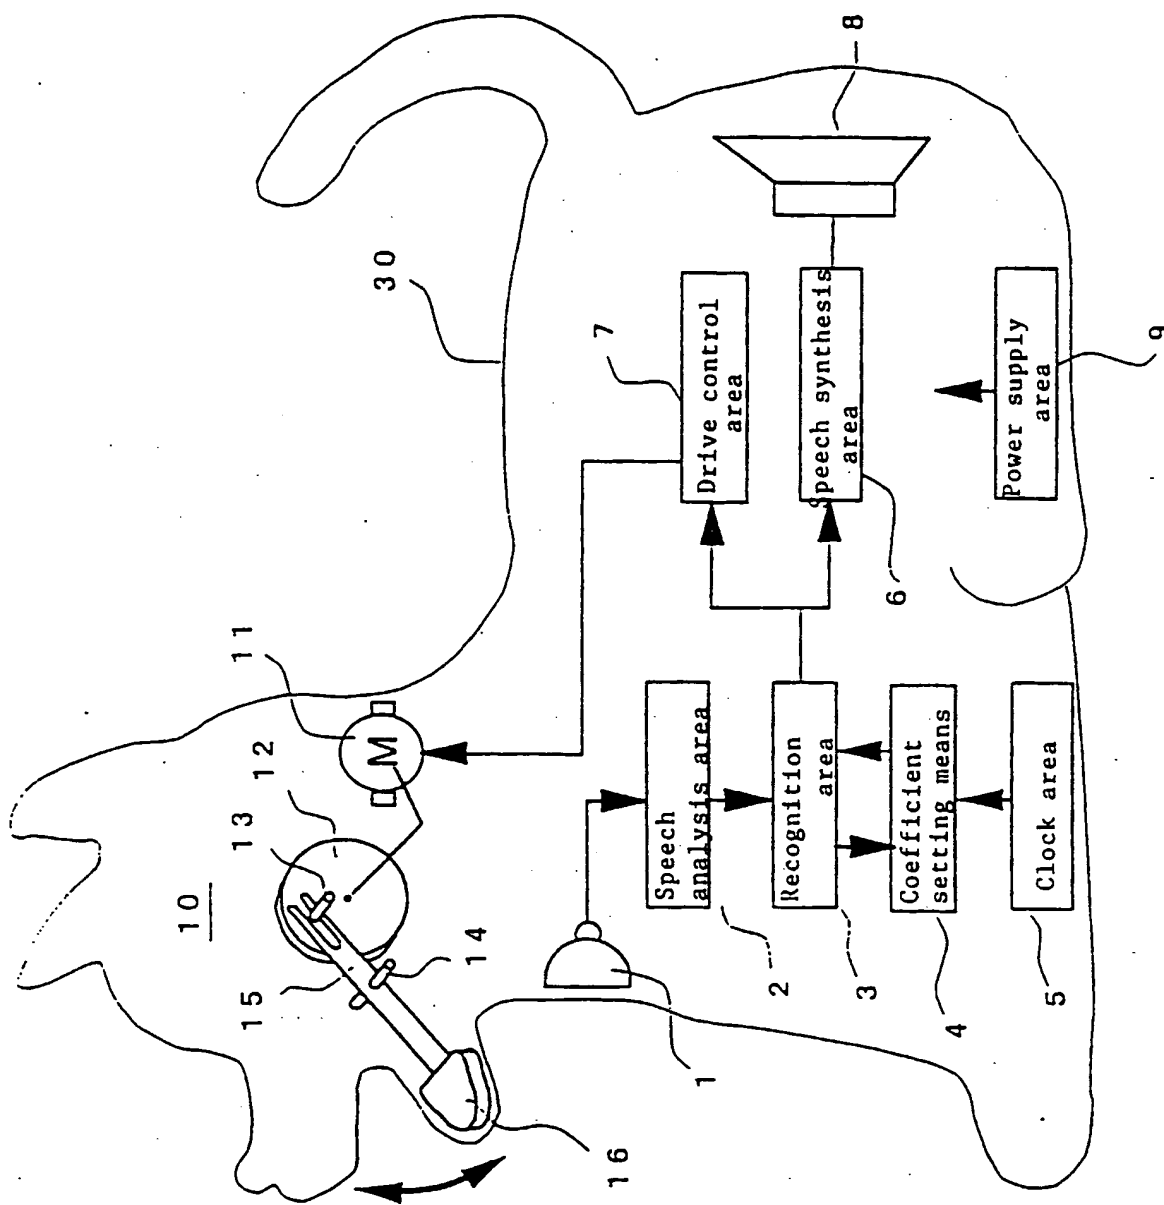 10
15
13
12
11
M
30
14
7
16
Speech
analysis area
1
Drive control
area
2
Recognition
area
Speech synthesis
area
8
3
6
Coefficient
setting means
4
Power supply
area
Clock area
5
9